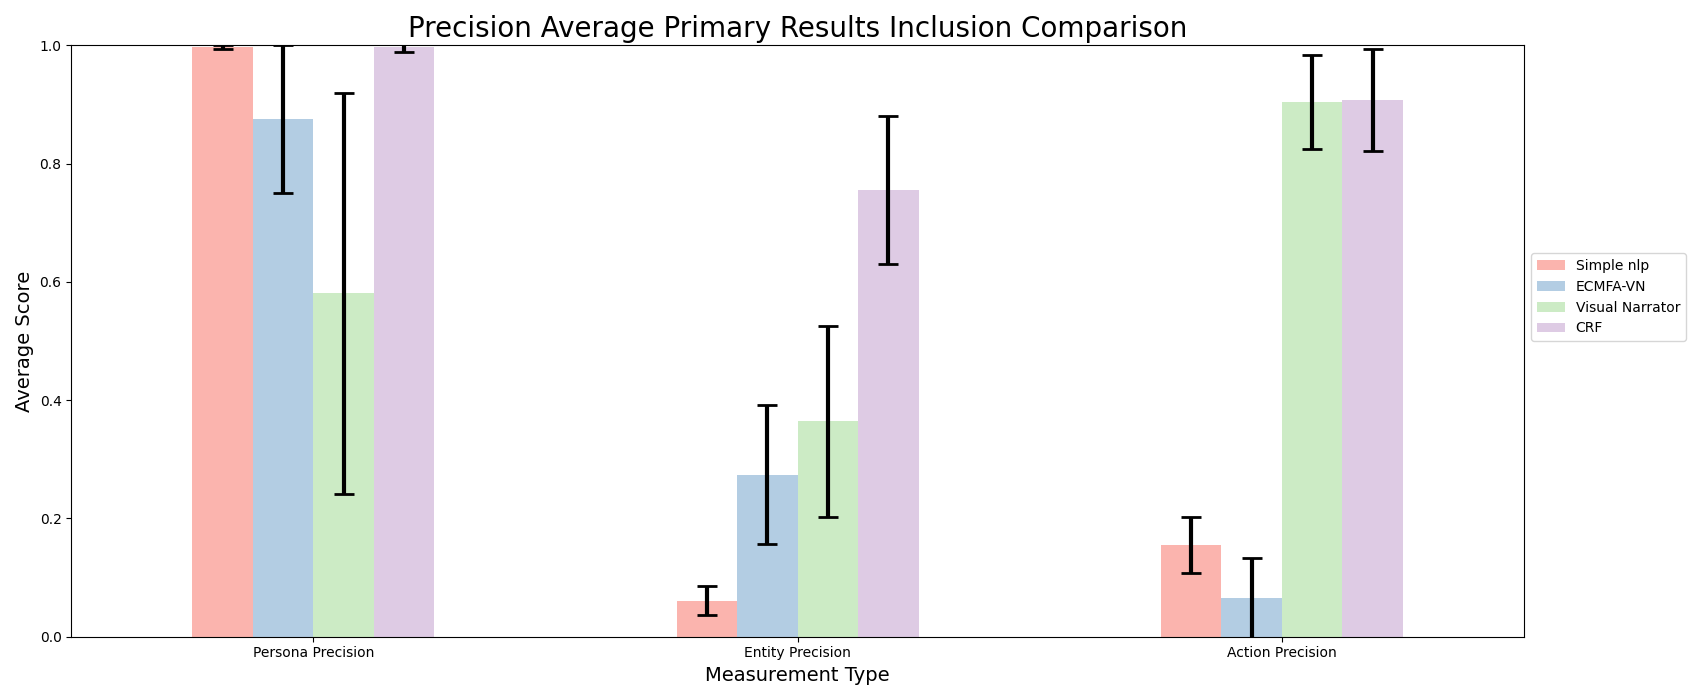 Precision Average Primary Results Inclusion Comparison
Average Score
1.0
0.8
0.6
0.4
0.2
0.0
Persona Precision
Entity Precision
Action Precision
Measurement Type
Simple nlp
ECMFA-VN
Visual Narrator
CRF